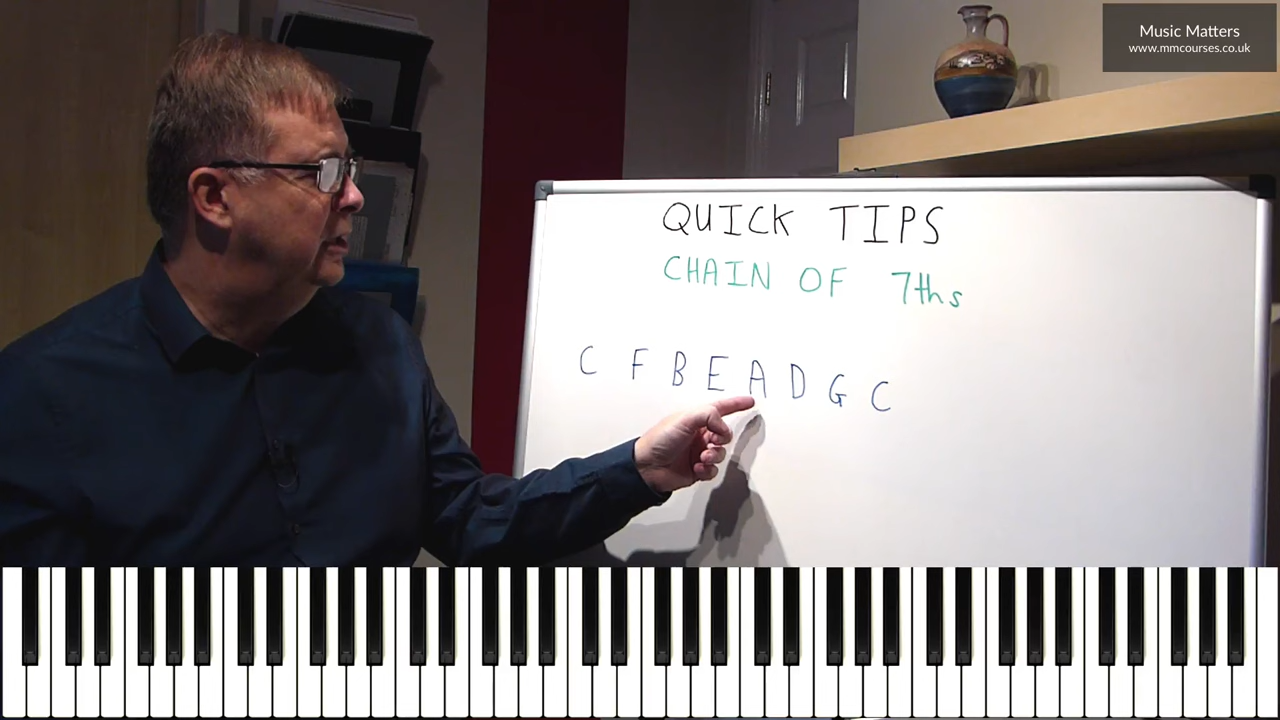 Music Matters
www.mmcourses.co.uk
QUICK TIPS
CHAIN OF 7ths
C F B E A D G C